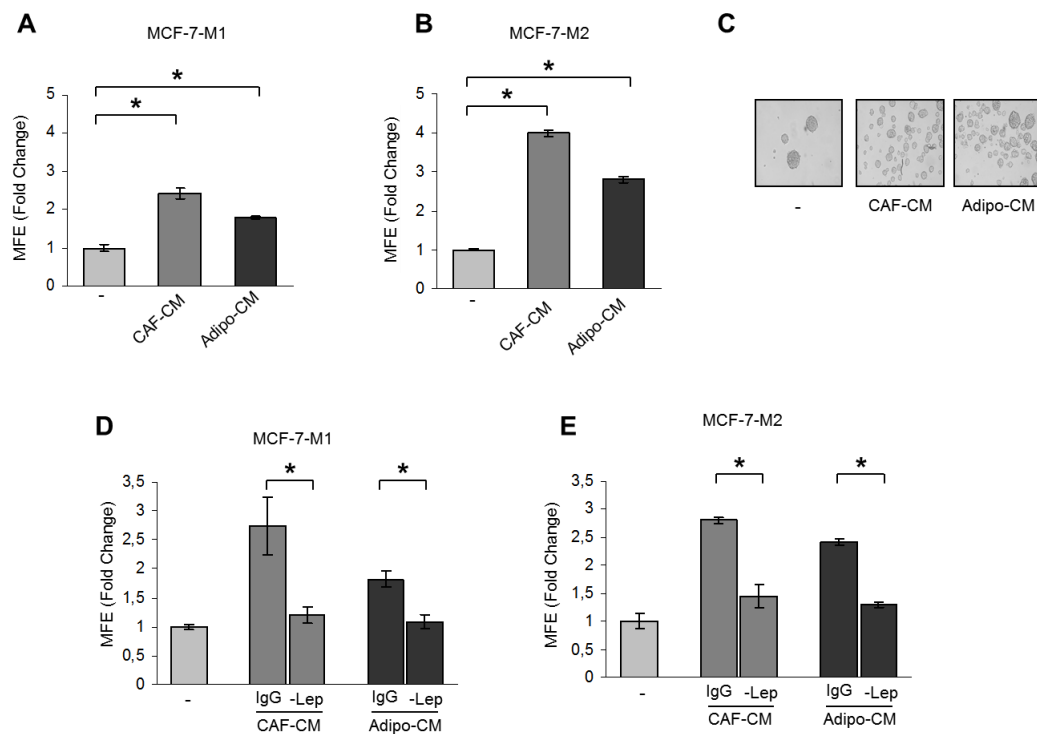 A
MCF-7-M1
MFE (Fold Change)
5
4
3
2
1
0
*
*
-
CAF-CM
Adipo-CM
B
MCF-7-M2
MFE (Fold Change)
5
4
3
2
1
0
*
*
-
CAF-CM
Adipo-CM
C
-
CAF-CM
Adipo-CM
D
MCF-7-M1
MFE (Fold Change)
3,5
3
2,5
2
1,5
1
0,5
0
*
*
-
IgG -Lep IgG -Lep
CAF-CM Adipo-CM
E
MCF-7-M2
MFE (Fold Change)
3,5
3
2,5
2
1,5
1
0,5
0
*
*
-
IgG -Lep IgG -Lep
CAF-CM Adipo-CM